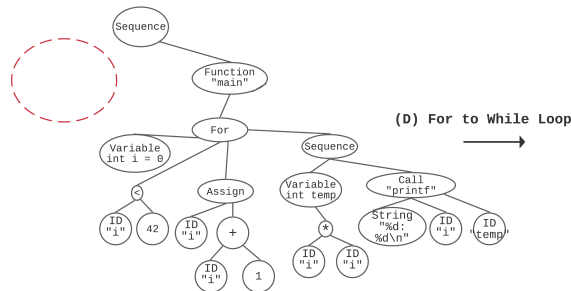 Sequence
Function
"main"
For
(D) For to While Loop
Variable
int i = 0
Sequence
<
Assign
Variable
int temp
Call
"printf"
ID
"i"
42
ID
"i"
+
*
String
"%d:
%d\n"
ID
"i"
ID
"temp"
ID
"i"
1
ID
"i"
ID
"i"